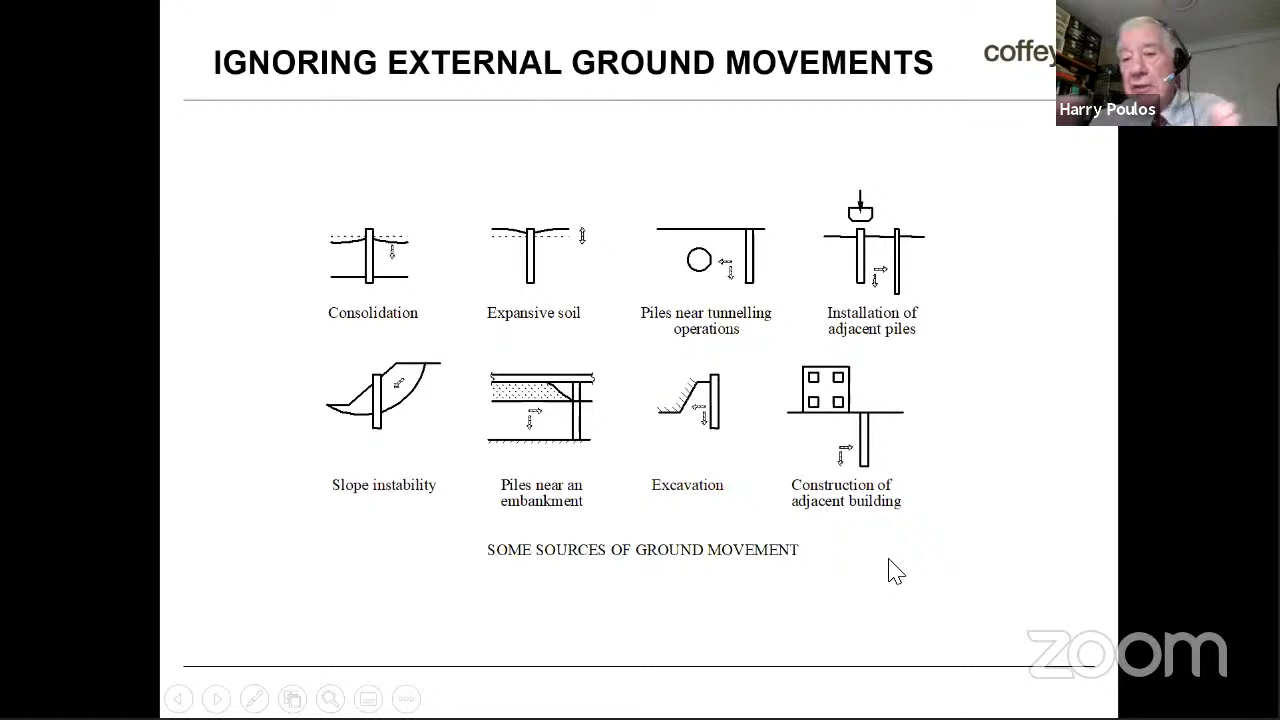 IGNORING EXTERNAL GROUND MOVEMENTS
coffey
Harry Poulos
Consolidation
Expansive soil
Piles near tunnelling
operations
Installation of
adjacent piles
Slope instability
Piles near an
embankment
Excavation
Construction of
adjacent building
SOME SOURCES OF GROUND MOVEMENT
zoom